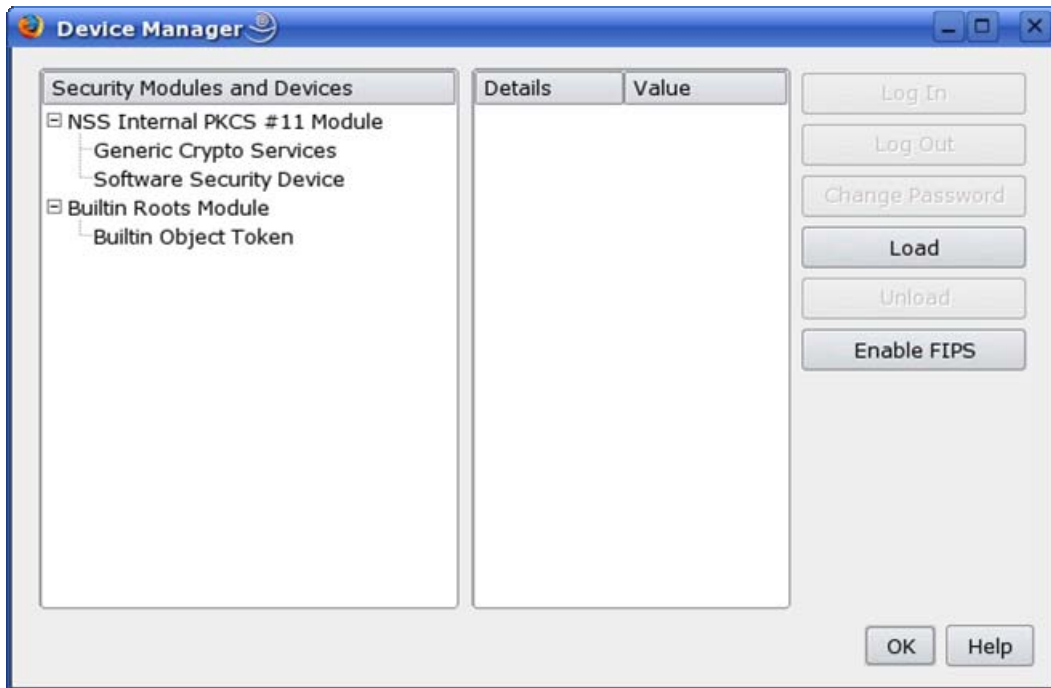 Device Manager
Security Modules and Devices
NSS Internal PKCS #11 Module
Generic Crypto Services
Software Security Device
Builtin Roots Module
Builtin Object Token
Details Value
Log In
Log Out
Change Password
Load
Unload
Enable FIPS
OK Help